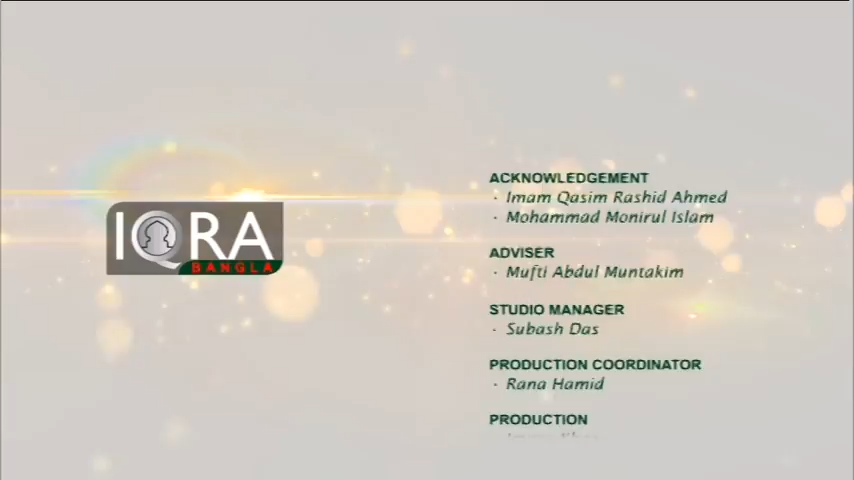 IQRA
BANGLA
ACKNOWLEDGEMENT
· Imam Qasim Rashid Ahmed
· Mohammad Monirul Islam
ADVISER
· Mufti Abdul Muntakim
STUDIO MANAGER
· Subash Das
PRODUCTION COORDINATOR
· Rana Hamid
PRODUCTION